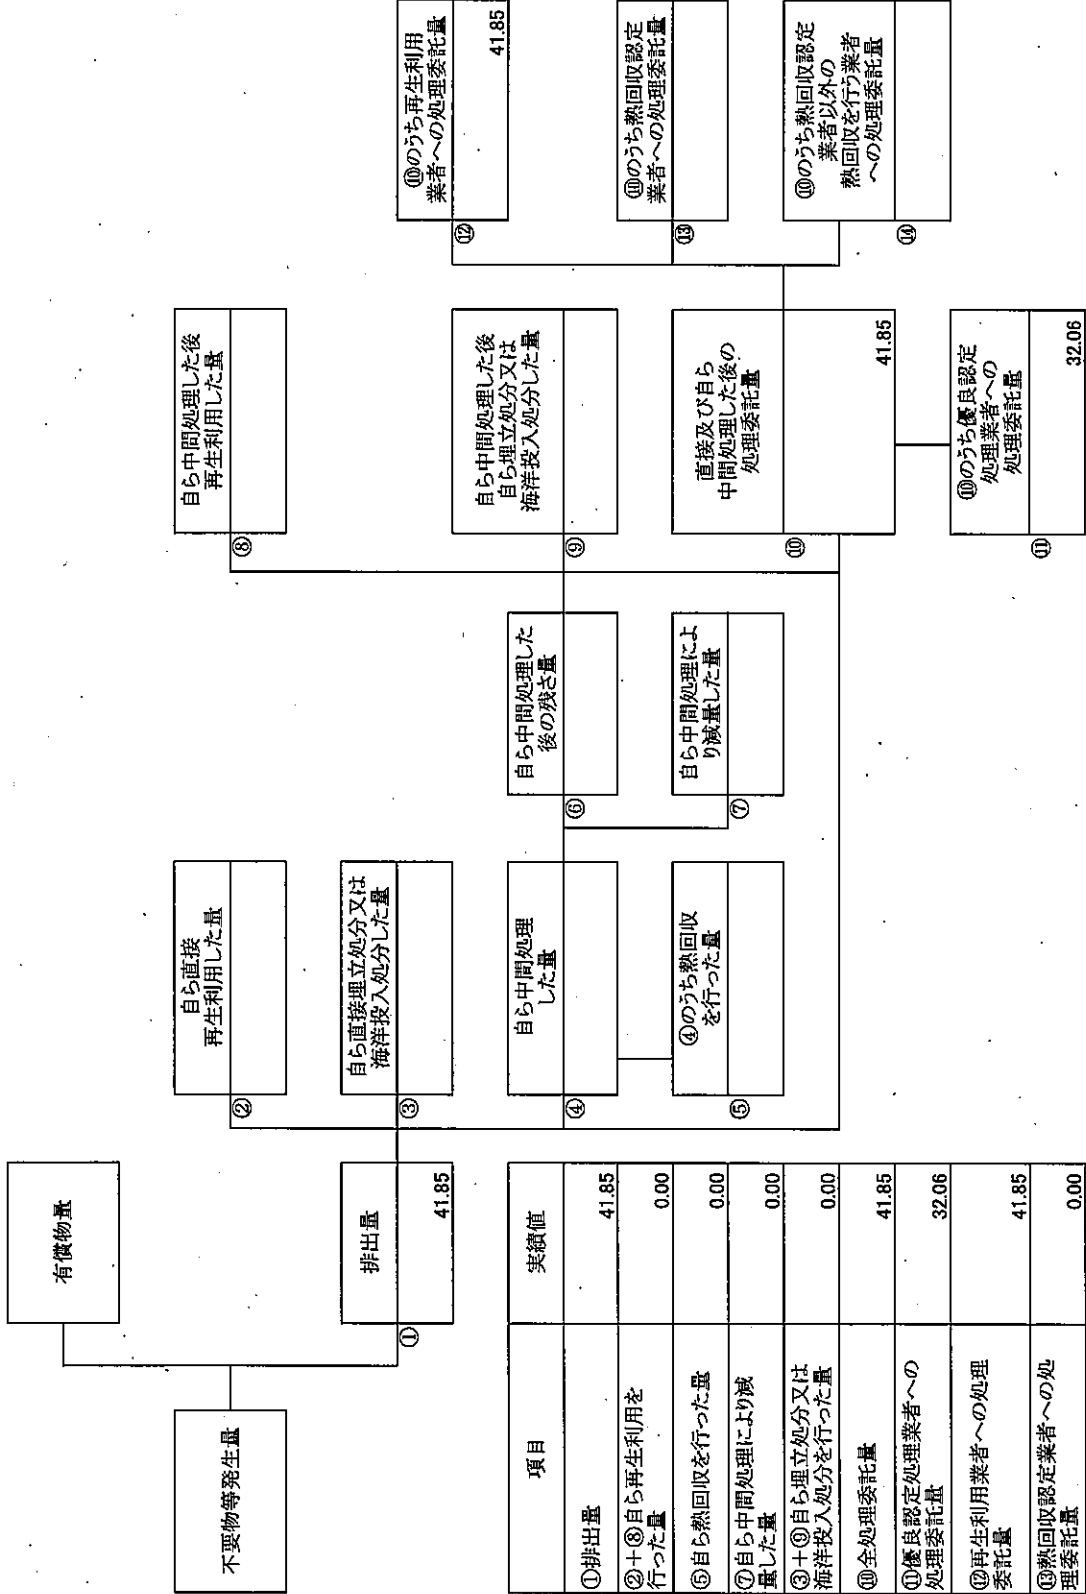 不要物等発生量
有償物量
排出量
①
41.85
②
自ら直接
再生利用した量
③
自ら直接埋立処分又は
海洋投入処分した量
④
自ら中間処理
した量
⑤
④のうち熱回収
を行った量
⑥
自ら中間処理した
後の残さ量
⑦
自ら中間処理によ
り減量した量
⑧
自ら中間処理した後
再生利用した量
⑨
自ら中間処理した後
自ら埋立処分又は
海洋投入処分した量
⑩
直接及び自ら
中間処理した後の
処理委託量
41.85
⑪
⑩のうち優良認定
処理業者への
処理委託量
32.06
⑫
⑩のうち再生利用
業者への処理委託量
41.85
⑬
⑩のうち熱回収認定
業者への処理委託量
⑭
⑩のうち熱回収認定
業者以外の
熱回収を行う業者
への処理委託量
項目 実績値
①排出量 41.85
②+⑧自ら再生利用を
行った量 0.00
⑤自ら熱回収を行った量 0.00
⑦自ら中間処理により減
量した量 0.00
③+⑨自ら埋立処分又は
海洋投入処分を行った量 0.00
⑩全処理委託量 41.85
⑪優良認定処理業者への
処理委託量 32.06
⑫再生利用業者への処理
委託量 41.85
⑬熱回収認定業者への処
理委託量 0.00